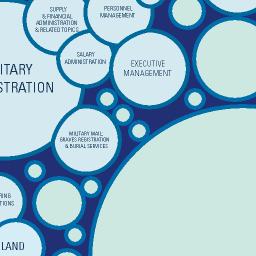 SUPPLY
& FINANCIAL
ADMINISTRATION
& RELATED TOPICS
PERSONNEL
MANAGEMENT
SALARY
ADMINISTRATION
EXECUTIVE
MANAGEMENT
ITARY
STRATION
MILITARY MAIL;
GRAVES REGISTRATION
& BURIAL SERVICES
RING
TIONS
LAND